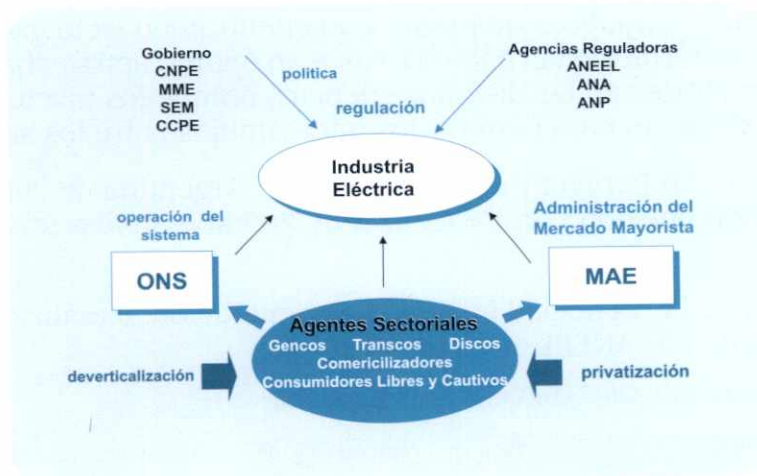 Gobierno
CNPE
MME
SEM
CCPE
politica
regulación
Agencias Reguladoras
ANEEL
ANA
ANP
Industria
Eléctrica
operación del
sistema
ONS
Administración del
Mercado Mayorista
MAE
Agentes Sectoriales
Gencos Transcos Discos
Comericilizadores
Consumidores Libres y Cautivos
deverticalización
privatización